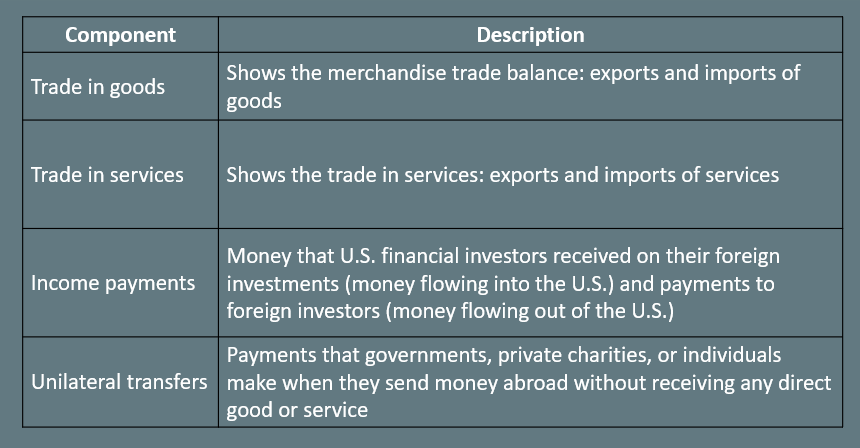 Component
Description
Trade in goods
Shows the merchandise trade balance: exports and imports of
goods
Trade in services
Shows the trade in services: exports and imports of services
Income payments
Money that U.S. financial investors received on their foreign
investments (money flowing into the U.S.) and payments to
foreign investors (money flowing out of the U.S.)
Unilateral transfers
Payments that governments, private charities, or individuals
make when they send money abroad without receiving any direct
good or service